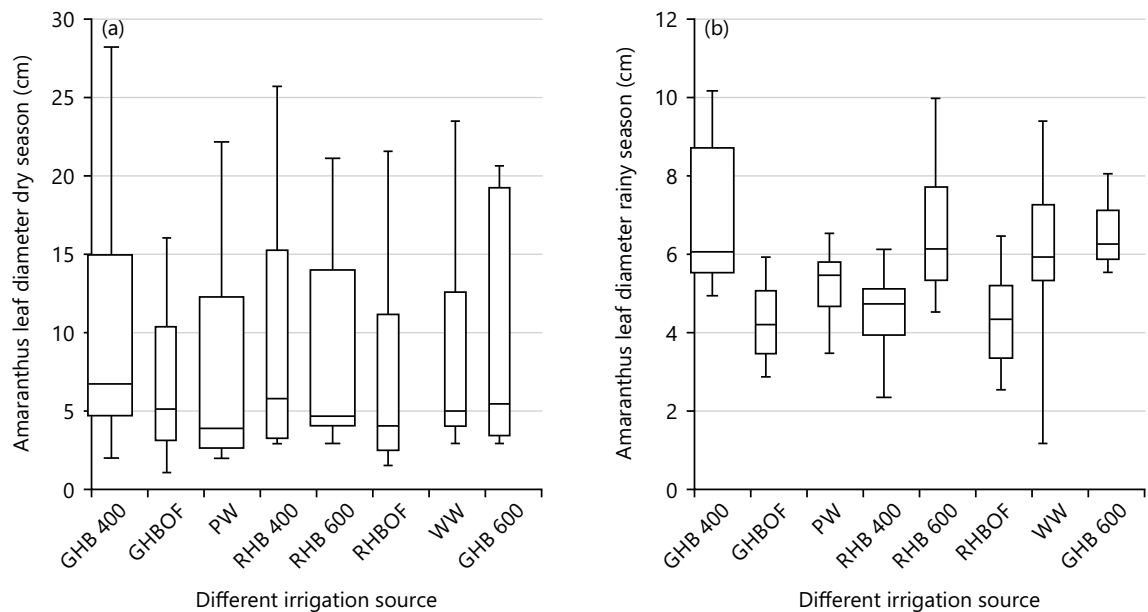 (a)
Amaranthus leaf diameter dry season (cm)
30
25
20
15
10
5
0
GHB 400
GHBOF
PW
RHB 400
RHB 600
RHBOF
WW
GHB 600
Different irrigation source
(b)
Amaranthus leaf diameter rainy season (cm)
12
10
8
6
4
2
0
GHB 400
GHBOF
PW
RHB 400
RHB 600
RHBOF
WW
GHB 600
Different irrigation source